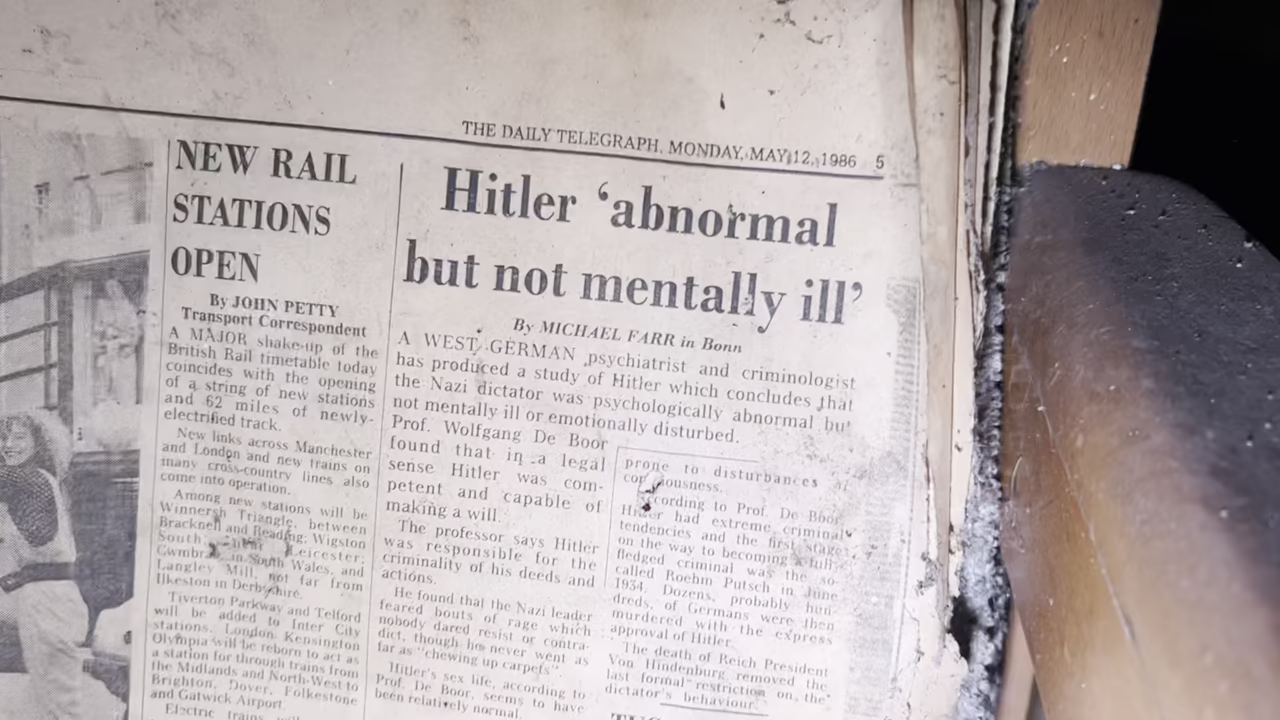 THE DAILY TELEGRAPH, MONDAY, MAY 12, 1986 5
NEW RAIL
STATIONS
OPEN
By JOHN PETTY
Transport Correspondent
A MAJOR shake-up of the
British Rail timetable today
coincides with the opening
of a string of new stations
and 62 miles of newly-
electrified track.
New links across Manchester
and London and new trains on
many cross-country lines also
come into operation.
Among new stations will be
Winnersh Triangle, between
Bracknell and Reading; Wigston
South near Leicester;
Cwmbran in South Wales, and
Langley Mill, not far from
Ilkeston in Derbyshire.
Tiverton Parkway and Telford
will be added to Inter City
stations. London Kensington
Olympia will be reborn to act as
a station for through trains from
the Midlands and North-West to
Brighton, Dover, Folkestone
and Gatwick Airport.
Electric trains
Hitler ‘abnormal
but not mentally ill’
By MICHAEL FARR in Bonn
A WEST GERMAN psychiatrist and criminologist
has produced a study of Hitler which concludes that
the Nazi dictator was psychologically abnormal but
not mentally ill or emotionally disturbed.
Prof. Wolfgang De Boor
found that in a legal
sense Hitler was com-
petent and capable of
making a will.
The professor says Hitler
was responsible for the
criminality of his deeds and
actions.
He found that the Nazi leader
feared bouts of rage which
nobody dared resist or contra-
dict, though he never went as
far as “chewing up carpets”.
Hitler's sex life, according to
Prof. De Boor, seems to have
been relatively normal.
prone to disturbances
consciousness.
According to Prof. De Boor,
Hitler had extreme criminal
tendencies and the first stage
on the way to becoming a full-
fledged criminal was the so-
called Roehm Putsch in June
1934. Dozens, probably hun-
dreds, of Germans were then
murdered with the express
approval of Hitler.
The death of Reich President
Von Hindenburg removed the
last formal restriction on the
dictator's behaviour.